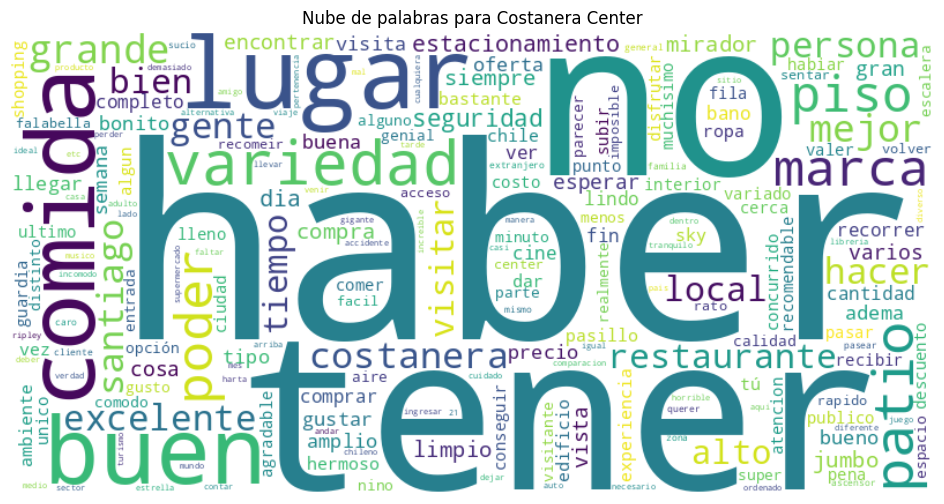 Nube de palabras para Costanera Center
haber
tener
no
lugar
comida
buen
variedad
patio
piso
marca
poder
grande
persona
mejor
hacer
local
restaurante
costanera
excelente
santiago
tiempo
visitar
alto
gente
bien
encontrar
visita
estacionamiento
mirador
oferta
siempre
seguridad
bastante
gran
hablar
sentar
escalera
shopping
sucio
demasiado
producto
pertenencia
mal
cualquiera
general
sitio
completo
bonito
falabella
perder
alternativa
viaje
amigo
alguno
genial
chile
parecer
subir
imposible
disfrutar
muchisimo
fila
bano
ropa
valer
volver
ideal
etc
casa
llegar
semana
algun
adulto
lado
recomeir
llevar
buena
tarde
extranjero
ver
punto
familia
costo
interior
variado
cerca
venir
dia
esperar
lindo
menos
acceso
gigante
increible
manera
dentro
tranquilo
diverso
ultimo
musico
distinto
guardia
incomodo
entrada
lleno
faltar
ciudad
supermercado
compra
accidente
casi
minuto
fin
sky
cine
center
dar
realmente
pais
concurrido
recomendable
libreria
recorrer
varios
cantidad
adema
caro
ripley
cliente
verdad
vez
deber
opción
cosa
tipo
arriba
comer
facil
parte
mismo
rato
pasillo
igual
precio
calidad
pasar
pasear
recibir
descuento
espacio
ambiente
unico
comodo
gusto
met
harta
aire
agradable
comprar
gustar
amplio
hermoso
nino
ingresar
21
andar
chileno
limpio
conseguir
dejar
cuidado
comparacion
visitante
edificio
vista
auto
experiencia
horrible
querer
zona
necesario
tú
atencion
aqui
super
ordenado
rapido
publico
diferente
juego
bueno
jumbo
pena
ascensor
medio
sector
turismo
estrella
mundo
contar